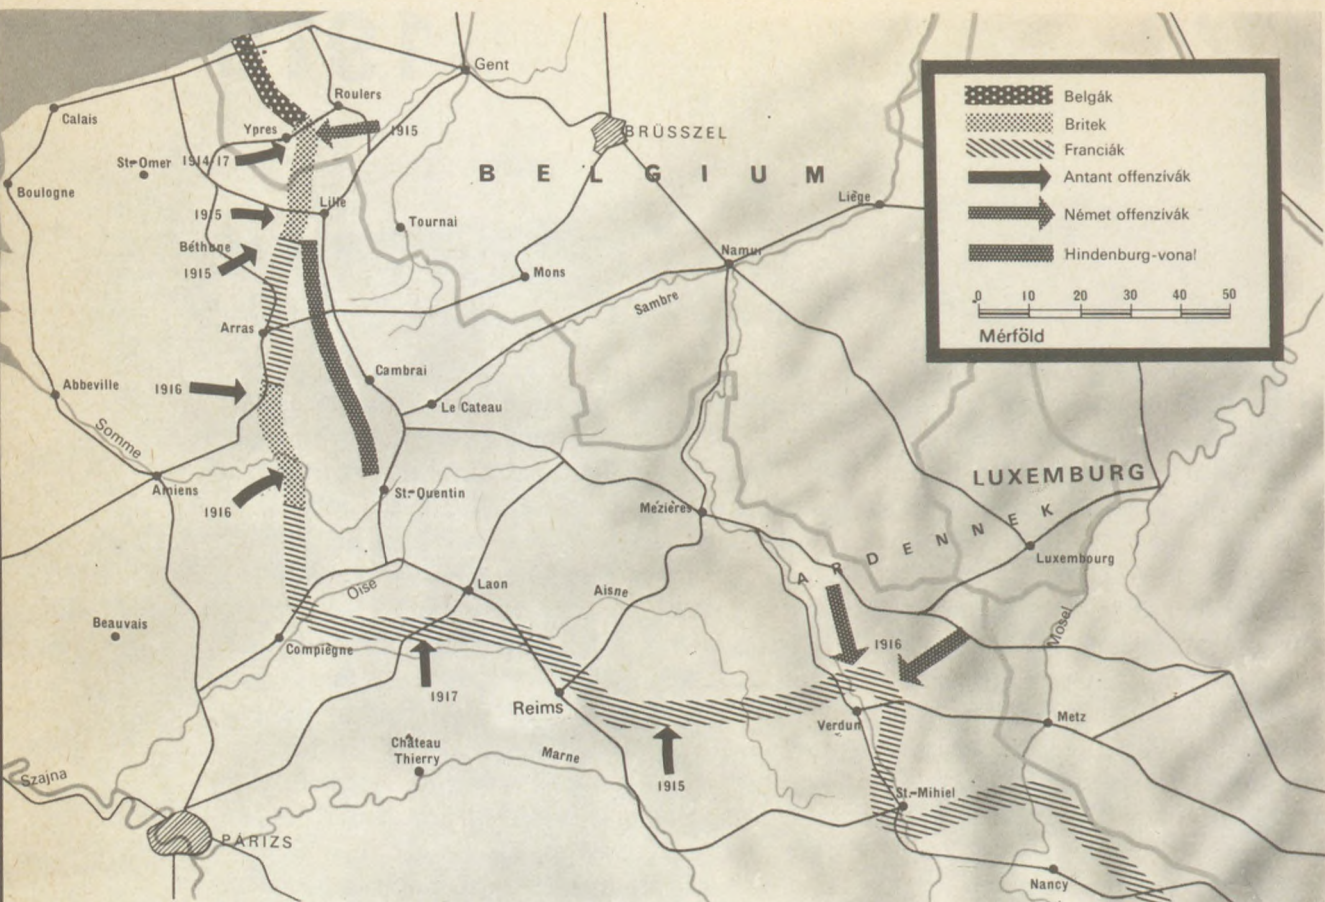 Gent
Calais
Roulers
Ypres
1915
BRÜSSZEL
1914/17
St-Omer
Boulogne
BELGIUM
Liège
1915
Lille
Tournai
Béthune
1915
Namur
Mons
Sambre
Arras
Cambrai
1916
Abbeville
Le Cateau
Somme
Amiens
St-Quentin
1916
Mézières
LUXEMBURG
ARDENNEK
Luxembourg
Oise
Laon
Aisne
Beauvais
Compiègne
1917
1916
Mosel
Reims
Verdun
Metz
Château
Thierry
Marne
1915
Szajna
St-Mihiel
PÁRIZS
Nancy
Belgák
Britek
Franciák
Antant offenzívák
Német offenzívák
Hindenburg-vonal
0 10 20 30 40 50
Mérföld